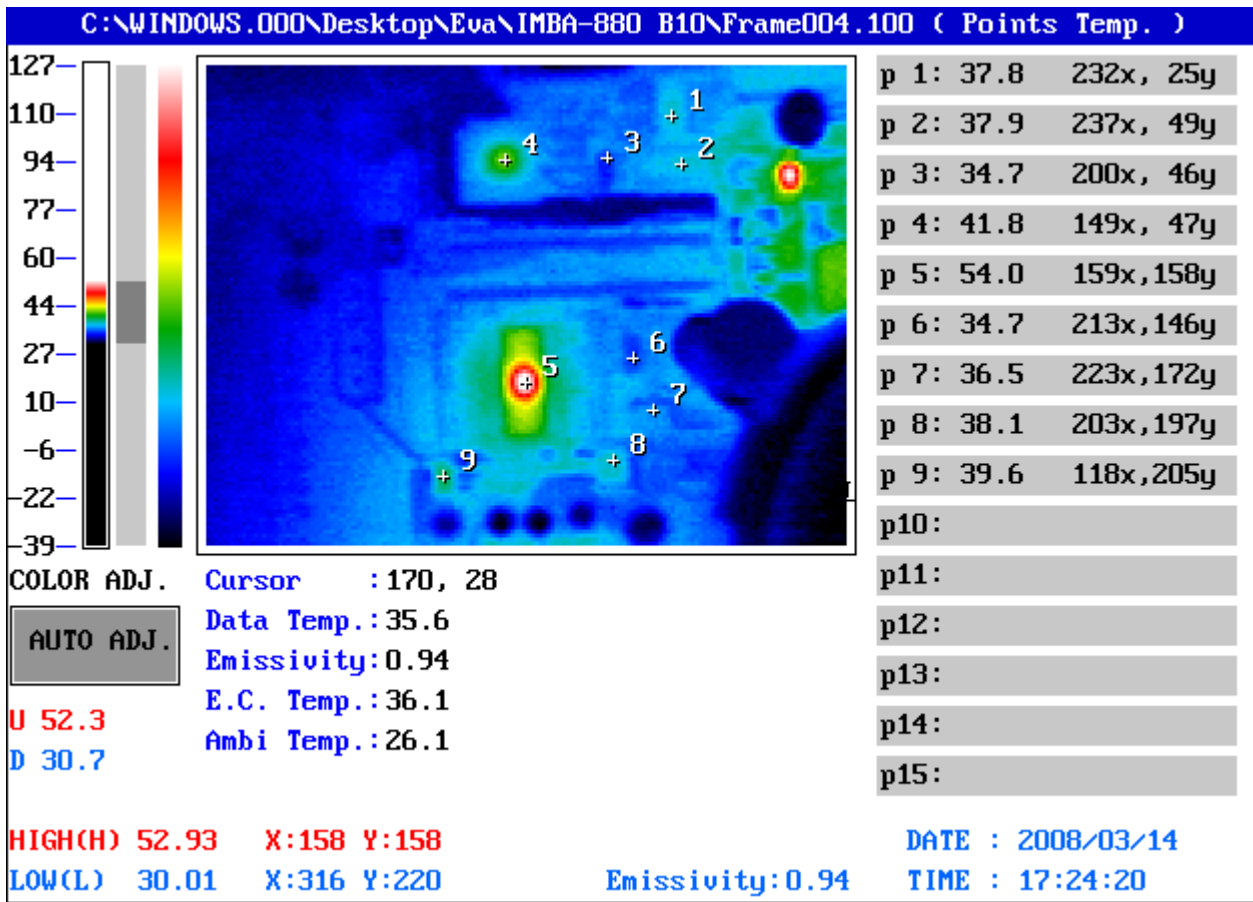 C:\WINDOWS.000\Desktop\Eva\IMBA-880 B10\Frame004.100 ( Points Temp. )
127
110
94
77
60
44
27
10
-6
-22
-39
1
2
3
4
5
6
7
8
9
p 1: 37.8 232x, 25y
p 2: 37.9 237x, 49y
p 3: 34.7 200x, 46y
p 4: 41.8 149x, 47y
p 5: 54.0 159x,158y
p 6: 34.7 213x,146y
p 7: 36.5 223x,172y
p 8: 38.1 203x,197y
p 9: 39.6 118x,205y
p10:
p11:
p12:
p13:
p14:
p15:
COLOR ADJ.
AUTO ADJ.
U 52.3
D 30.7
Cursor :170, 28
Data Temp.:35.6
Emissivity:0.94
E.C. Temp.:36.1
Ambi Temp.:26.1
HIGH(H) 52.93 X:158 Y:158
LOW(L) 30.01 X:316 Y:220
Emissivity:0.94
DATE : 2008/03/14
TIME : 17:24:20